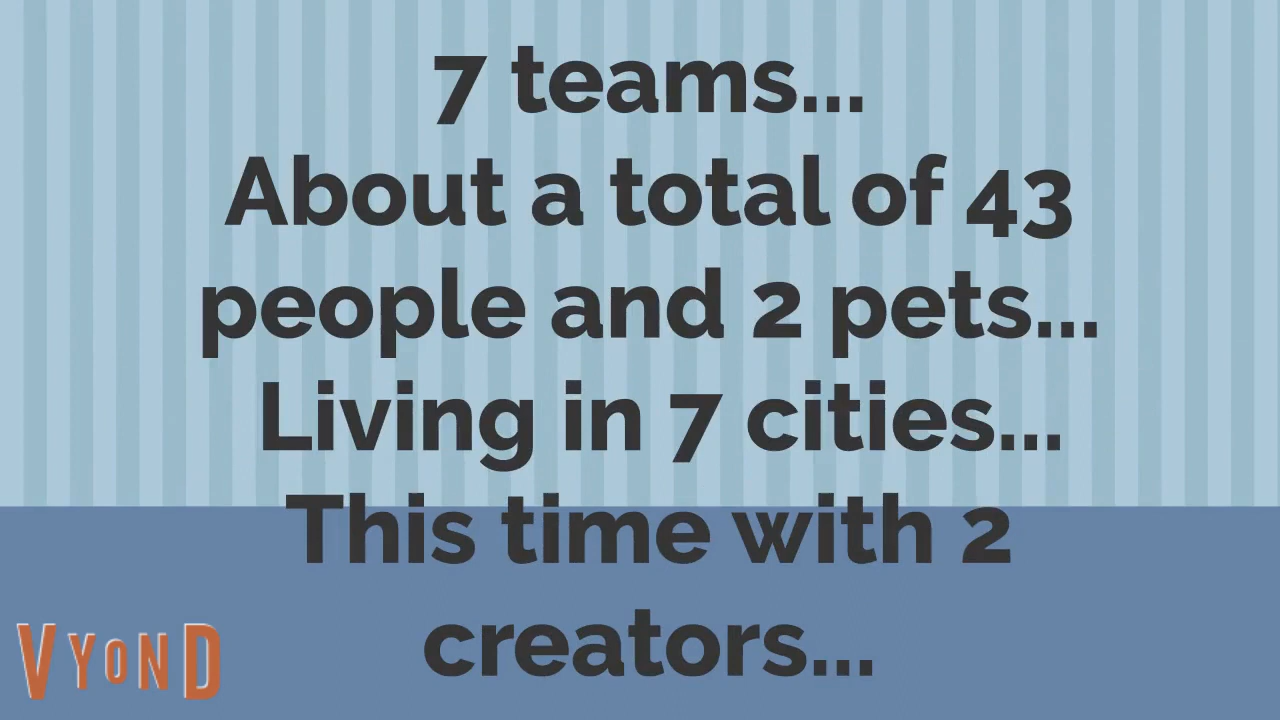 7 teams...
About a total of 43
people and 2 pets...
Living in 7 cities...
This time with 2
creators...
VYOND